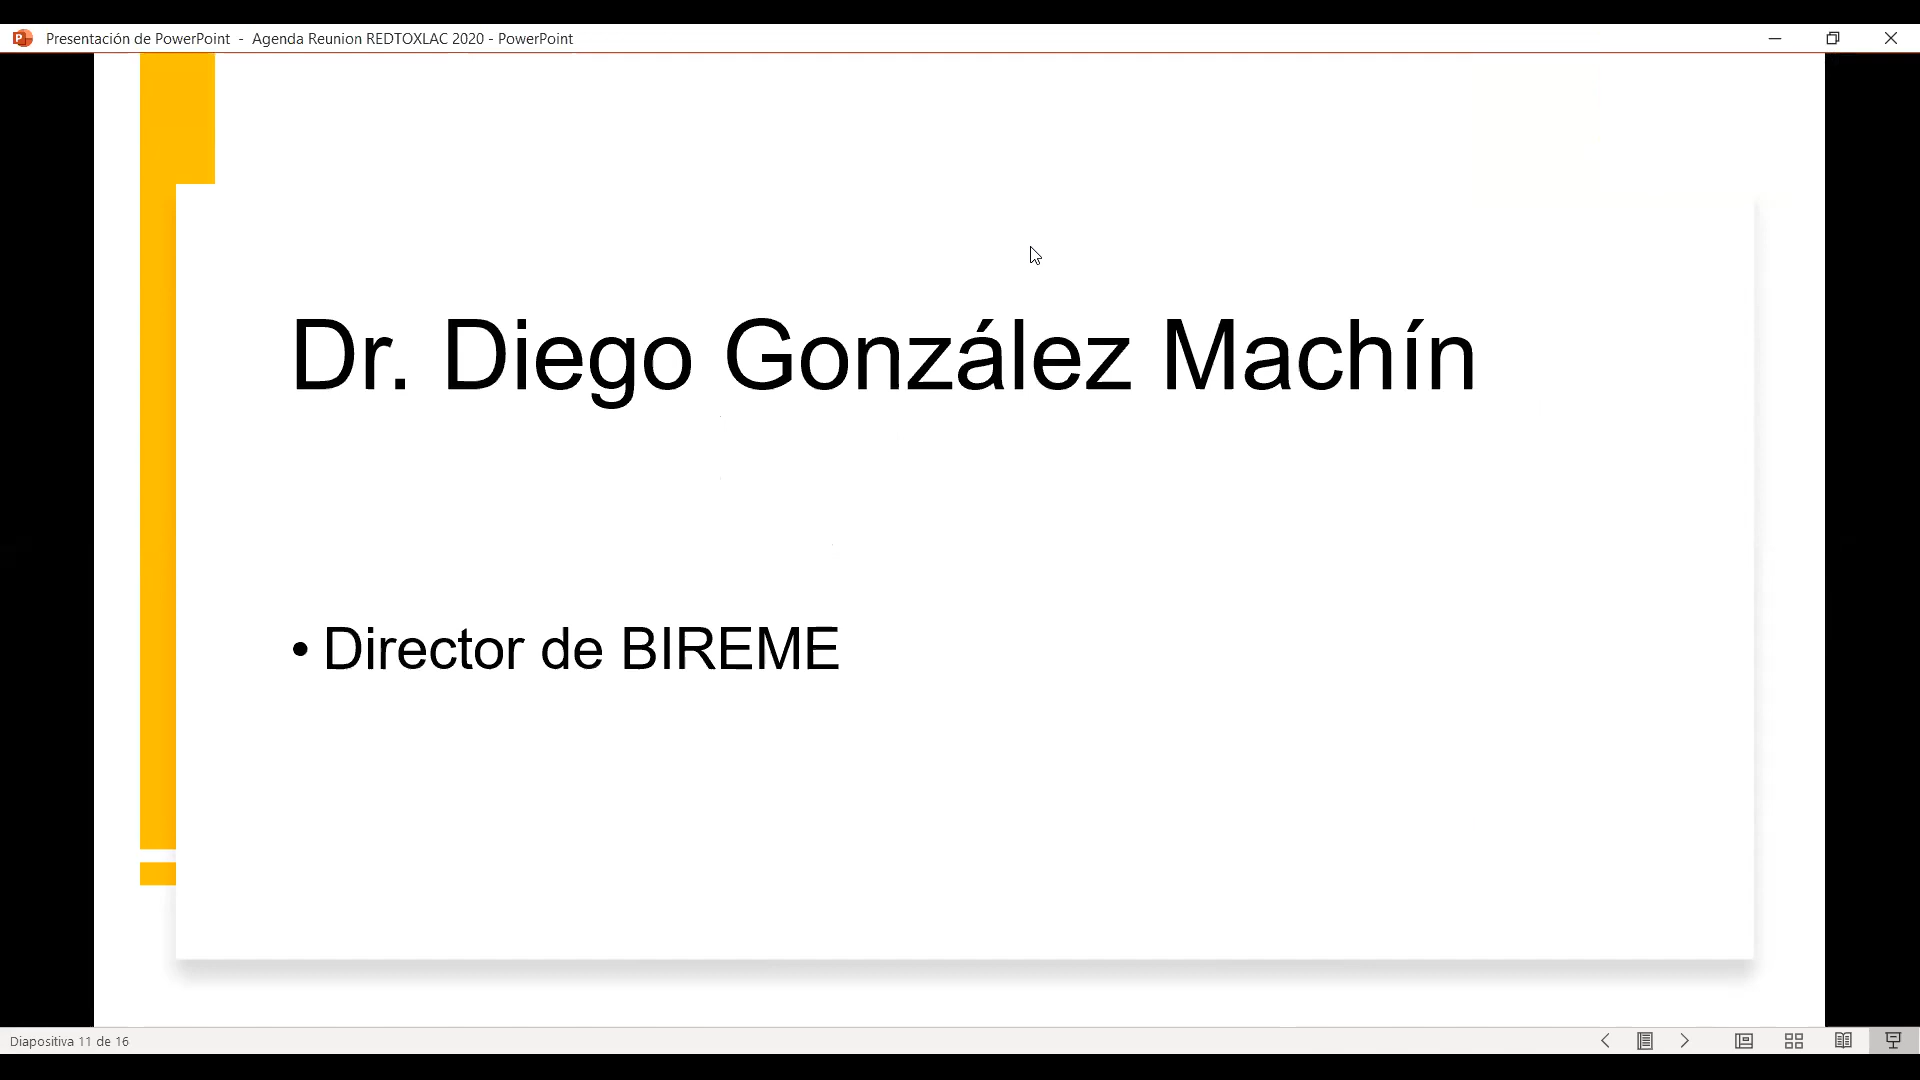 Presentación de PowerPoint - Agenda Reunion REDTOXLAC 2020 - PowerPoint
Dr. Diego González Machín
• Director de BIREME
Diapositiva 11 de 16